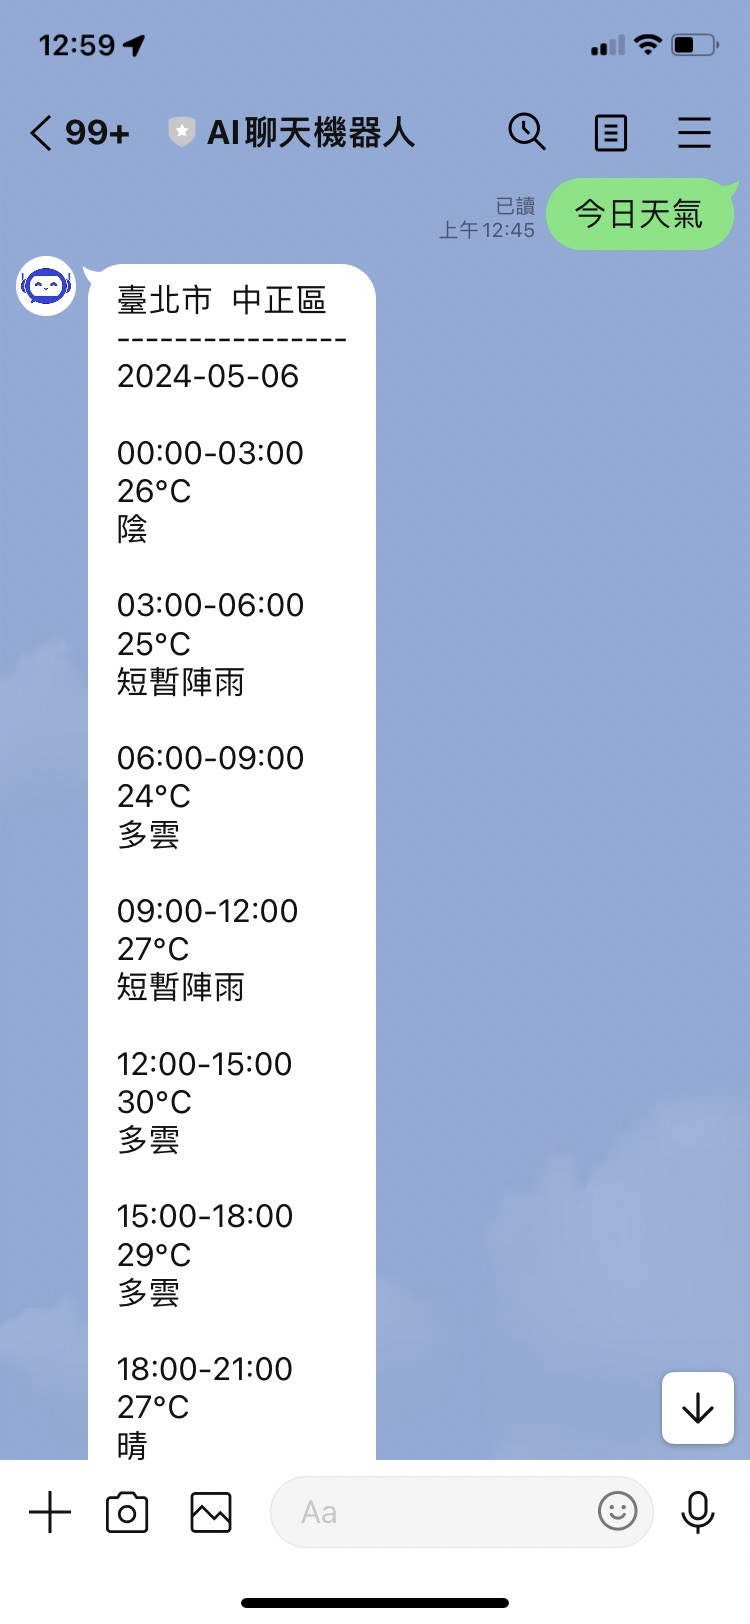 12:59
99+
AI聊天機器人
今日天氣
已讀
上午12:45
臺北市 中正區
----------------
2024-05-06
00:00-03:00
26°C
陰
03:00-06:00
25°C
短暫陣雨
06:00-09:00
24°C
多雲
09:00-12:00
27°C
短暫陣雨
12:00-15:00
30°C
多雲
15:00-18:00
29°C
多雲
18:00-21:00
27°C
晴
Aa